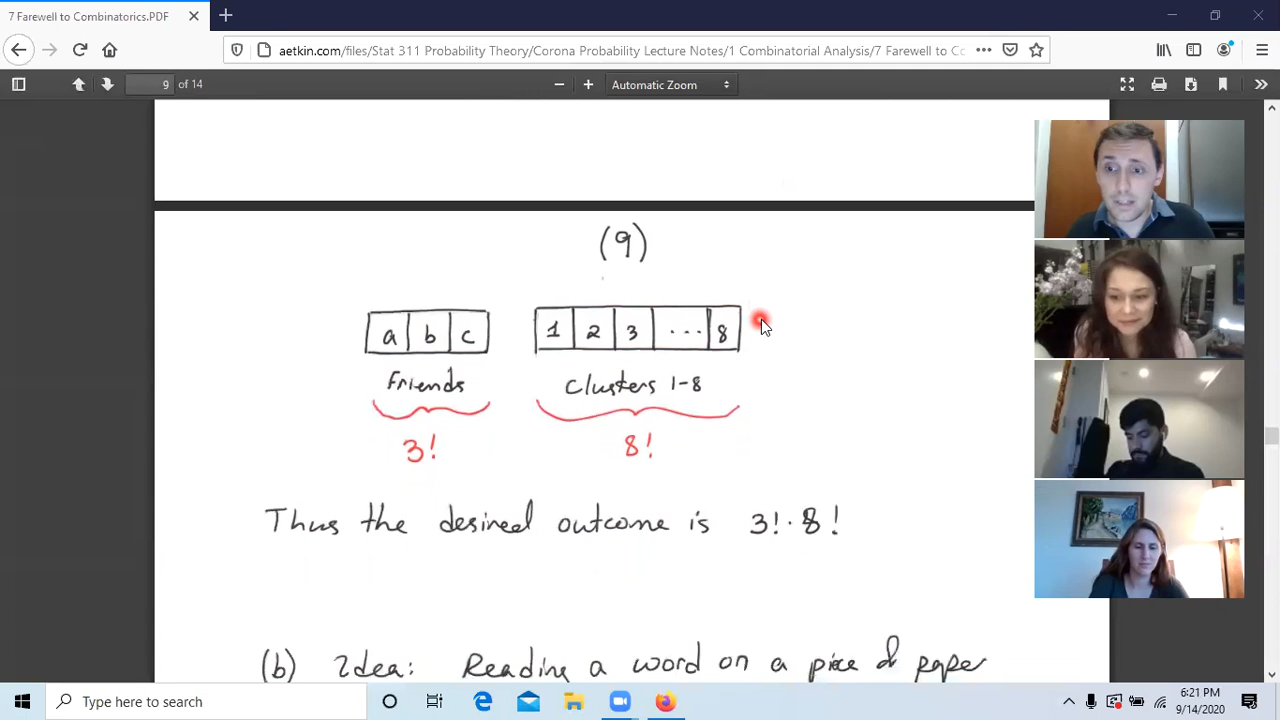 7 Farewell to Combinatorics.PDF
aetkin.com/files/Stat 311 Probability Theory/Corona Probability Lecture Notes/1 Combinatorial Analysis/7 Farewell to Co
9 of 14
Automatic Zoom
(9)
a b c 1 2 3 ... 8
Friends Clusters 1-8
3! 8!
Thus the desired outcome is 3! · 8!
(b) Idea: Reading a word on a piece of paper
Type here to search
6:21 PM
9/14/2020